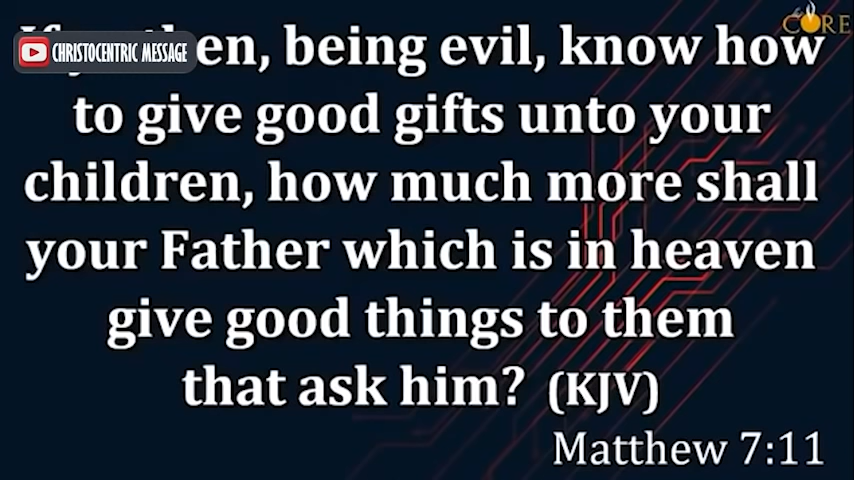 CORE
CHRISTOCENTRIC MESSAGE
being evil, know how
to give good gifts unto your
children, how much more shall
your Father which is in heaven
give good things to them
that ask him? (KJV)
Matthew 7:11